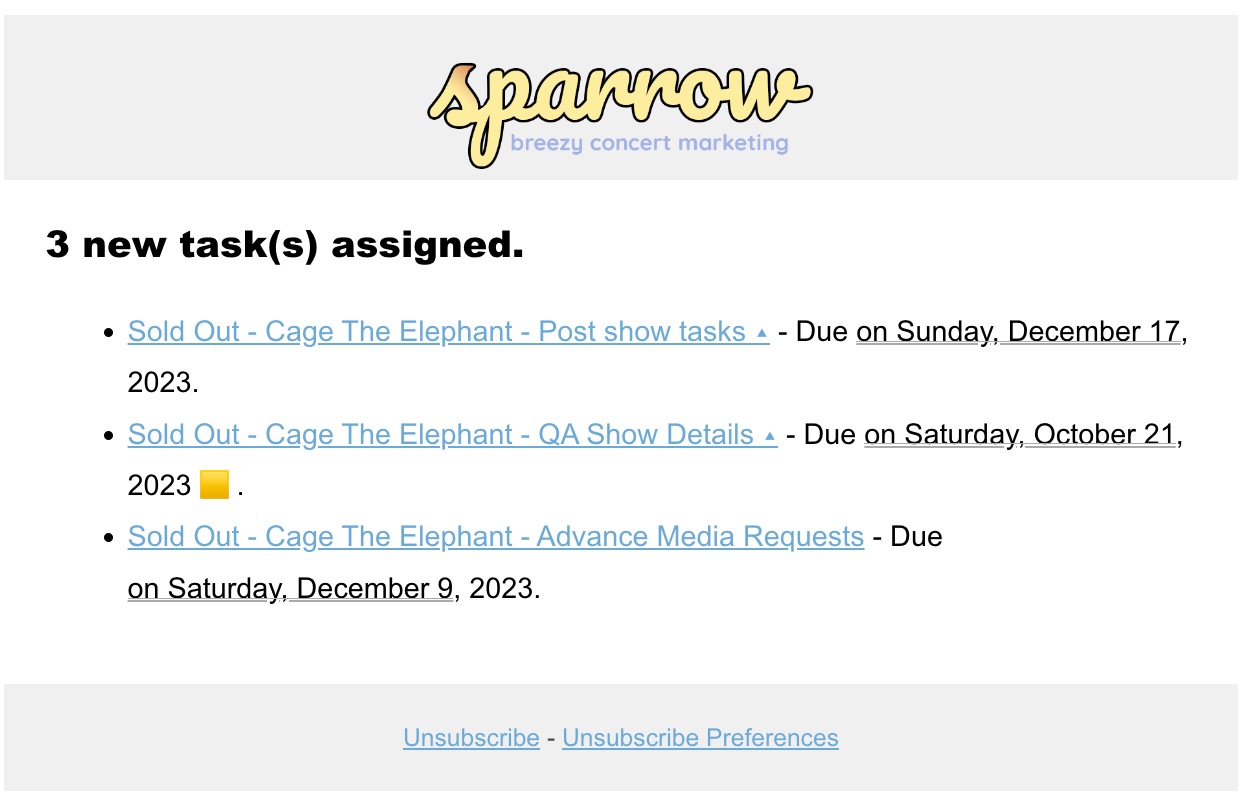 sparrow
breezy concert marketing
3 new task(s) assigned.
• Sold Out - Cage The Elephant - Post show tasks 🔺 - Due on Sunday, December 17,
2023.
• Sold Out - Cage The Elephant - QA Show Details 🔺 - Due on Saturday, October 21,
2023 🟨 .
• Sold Out - Cage The Elephant - Advance Media Requests - Due
on Saturday, December 9, 2023.
Unsubscribe - Unsubscribe Preferences